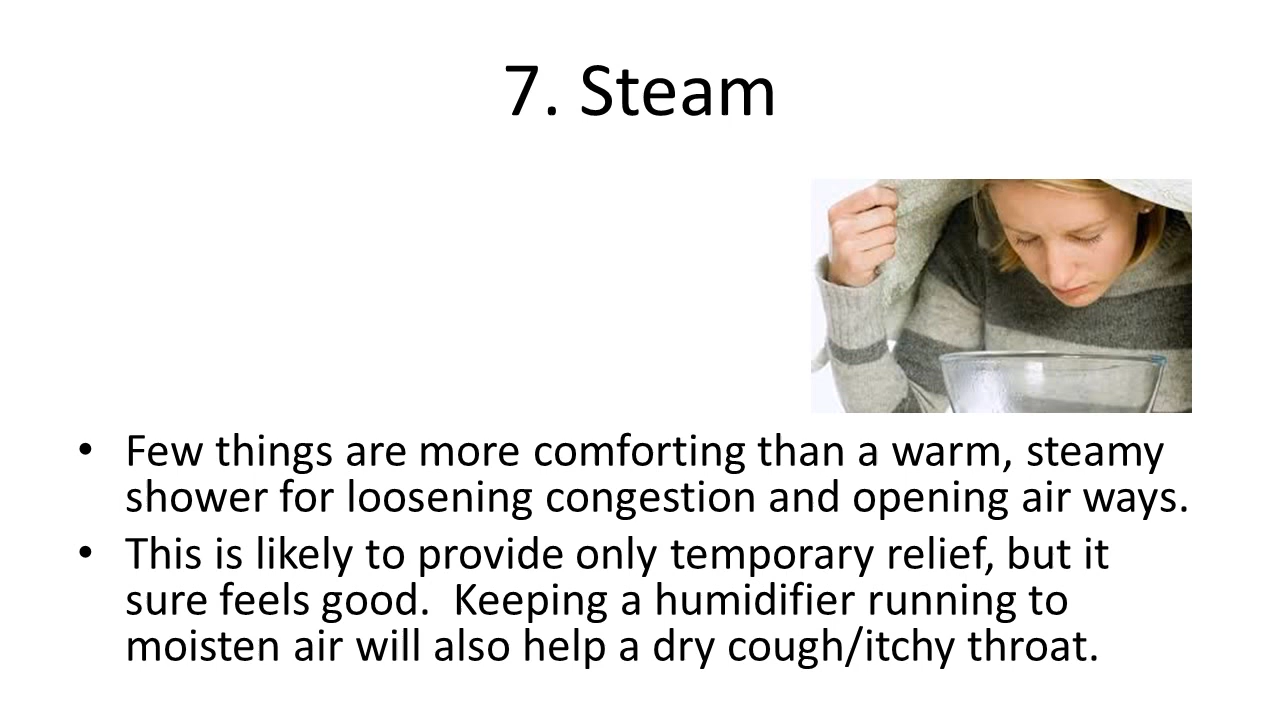 7. Steam
• Few things are more comforting than a warm, steamy
shower for loosening congestion and opening air ways.
• This is likely to provide only temporary relief, but it
sure feels good.  Keeping a humidifier running to
moisten air will also help a dry cough/itchy throat.